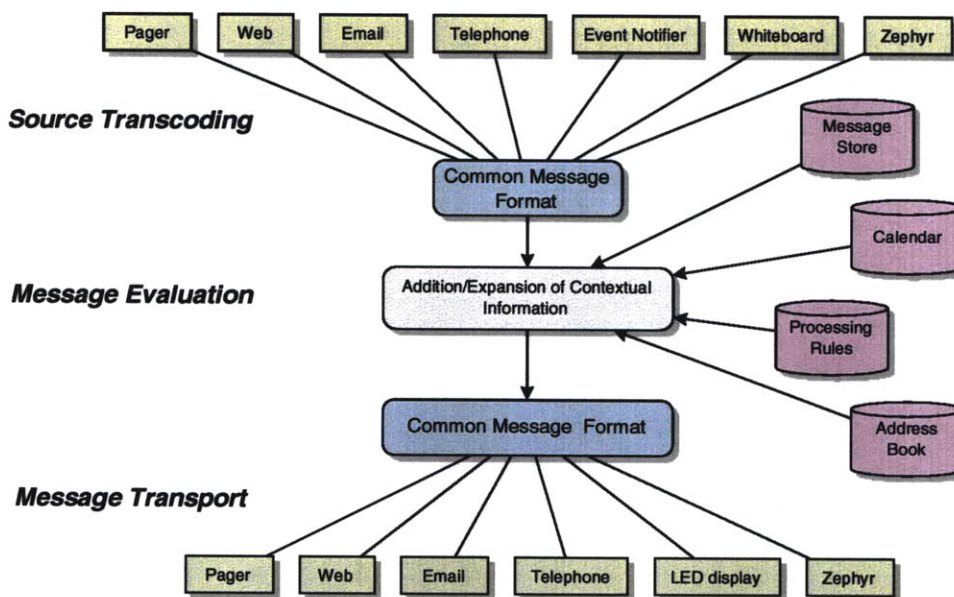 Pager
Web
Email
Telephone
Event Notifier
Whiteboard
Zephyr
Source Transcoding
Message
Store
Common Message
Format
Calendar
Message Evaluation
Addition/Expansion of Contextual
Information
Processing
Rules
Common Message Format
Address
Book
Message Transport
Pager
Web
Email
Telephone
LED display
Zephyr